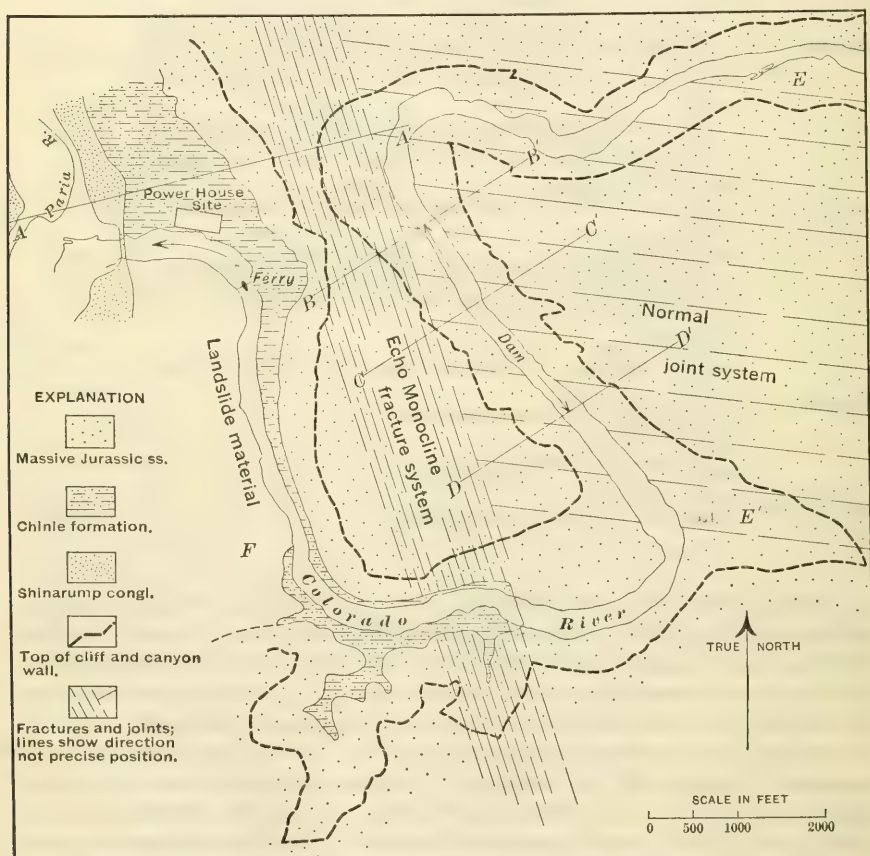 E
A
B'
R
Paria
Power House
Site
A
C'
Ferry
B
Normal
joint system
D'
Dam
C
Echo Monocline
fracture system
Landslide material
D
E'
F
Colorado
River
EXPLANATION
Massive Jurassic ss.
Chinle formation.
Shinarump congl.
Top of cliff and canyon
wall.
Fractures and joints;
lines show direction
not precise position.
TRUE NORTH
SCALE IN FEET
0 500 1000 2000